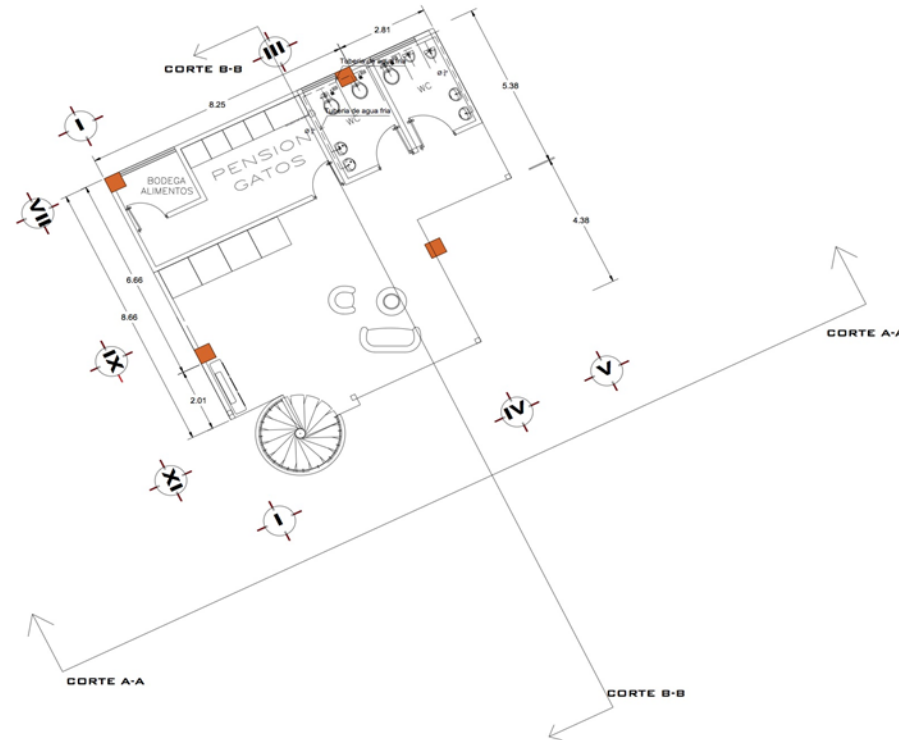 2.81
III
CORTE B-B
Tuberia de agua fria
8.25
WC
5.38
I
Tuberia de agua fria
WC
PENSION
GATOS
BODEGA
ALIMENTOS
VII
4.38
6.66
8.66
CORTE A-A
IX
V
2.01
IV
XI
I
CORTE A-A
CORTE B-B